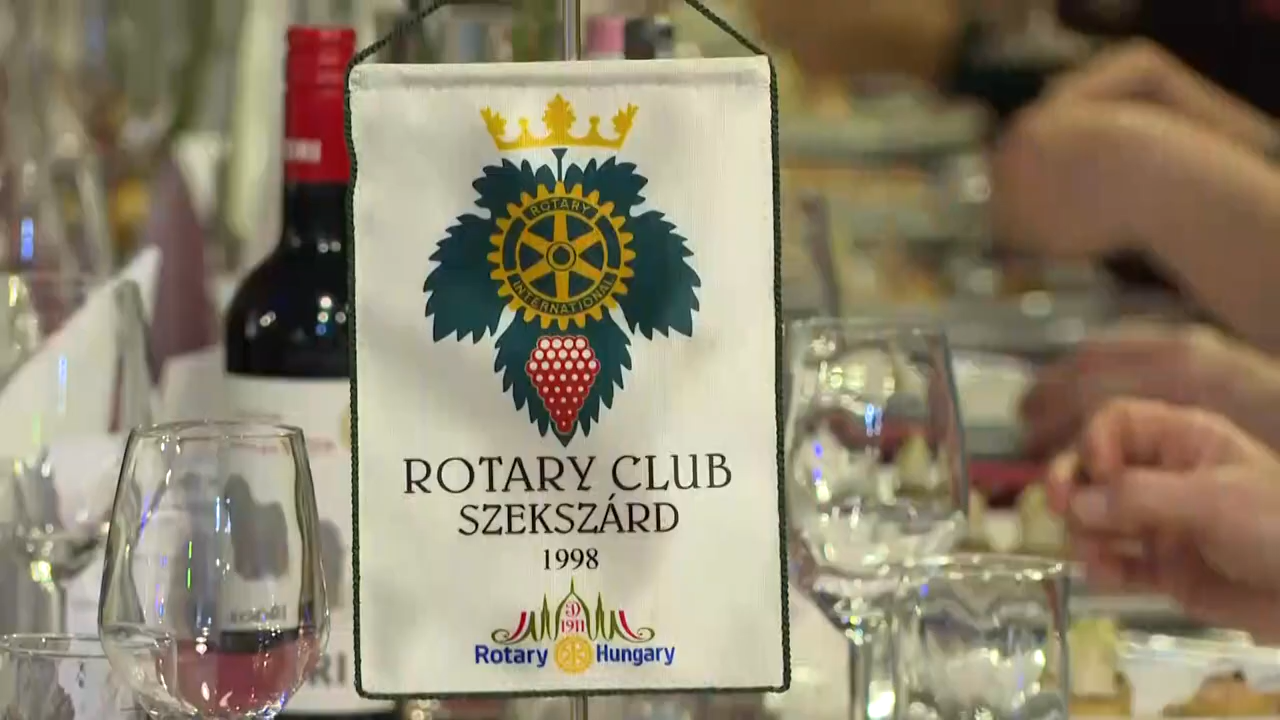 ROTARY
INTERNATIONAL
ROTARY CLUB
SZEKSZÁRD
1998
1911
Rotary Hungary